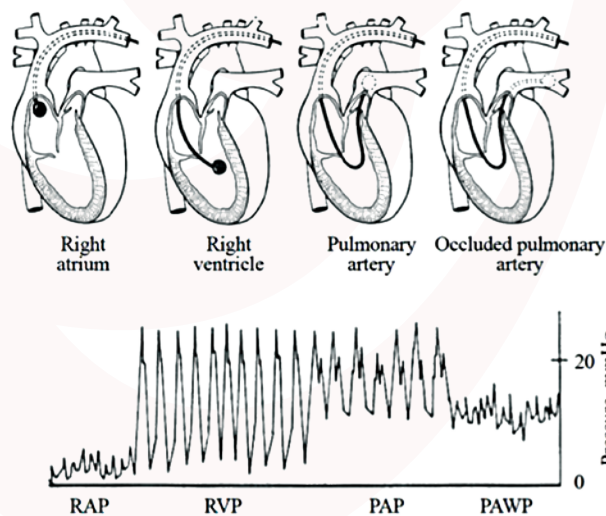 Right
atrium
Right
ventricle
Pulmonary
artery
Occluded pulmonary
artery
20
0
RAP
RVP
PAP
PAWP